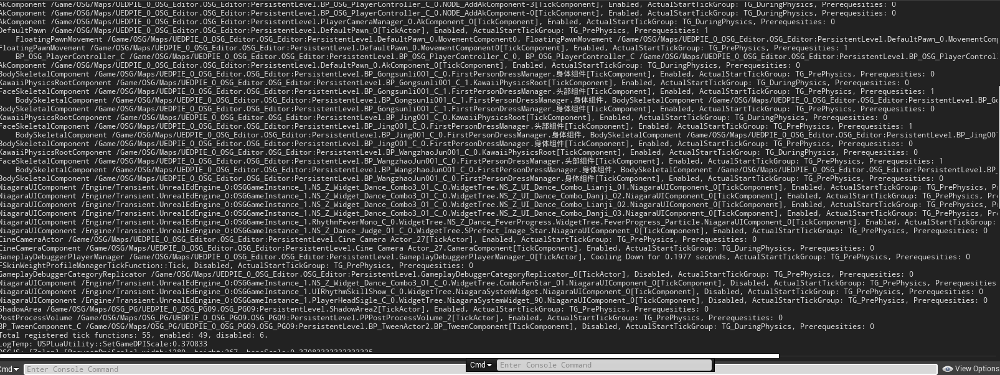 AkComponent /Game/OSG/Maps/UEDPIE_0_OSG_Editor.OSG_Editor:PersistentLevel.BP_OSG_PlayerController_C_0.NODE_AddAkComponent-3[TickComponent], Enabled, ActualStartTickGroup: TG_DuringPhysics, Prerequesities: 0
AkComponent /Game/OSG/Maps/UEDPIE_0_OSG_Editor.OSG_Editor:PersistentLevel.BP_OSG_PlayerController_C_0.NODE_AddAkComponent-0[TickComponent], Enabled, ActualStartTickGroup: TG_DuringPhysics, Prerequesities: 0
AkComponent /Game/OSG/Maps/UEDPIE_0_OSG_Editor.OSG_Editor:PersistentLevel.PlayerCameraManager_0.AkComponent_0[TickComponent], Enabled, ActualStartTickGroup: TG_DuringPhysics, Prerequesities: 0
DefaultPawn /Game/OSG/Maps/UEDPIE_0_OSG_Editor.OSG_Editor:PersistentLevel.DefaultPawn_0[TickActor], Enabled, ActualStartTickGroup: TG_PrePhysics, Prerequesities: 1
FloatingPawnMovement /Game/OSG/Maps/UEDPIE_0_OSG_Editor.OSG_Editor:PersistentLevel.DefaultPawn_0.MovementComponent0, FloatingPawnMovement /Game/OSG/Maps/UEDPIE_0_OSG_Editor.OSG_Editor:PersistentLevel.DefaultPawn_0.MovementComp
FloatingPawnMovement /Game/OSG/Maps/UEDPIE_0_OSG_Editor.OSG_Editor:PersistentLevel.DefaultPawn_0.MovementComponent0[TickComponent], Enabled, ActualStartTickGroup: TG_PrePhysics, Prerequesities: 1
BP_OSG_PlayerController_C /Game/OSG/Maps/UEDPIE_0_OSG_Editor.OSG_Editor:PersistentLevel.BP_OSG_PlayerController_C_0, BP_OSG_PlayerController_C /Game/OSG/Maps/UEDPIE_0_OSG_Editor.OSG_Editor:PersistentLevel.BP_OSG_PlayerControl
AkComponent /Game/OSG/Maps/UEDPIE_0_OSG_Editor.OSG_Editor:PersistentLevel.DefaultPawn_0.AkComponent_0[TickComponent], Enabled, ActualStartTickGroup: TG_DuringPhysics, Prerequesities: 0
BodySkeletalComponent /Game/OSG/Maps/UEDPIE_0_OSG_Editor.OSG_Editor:PersistentLevel.BP_Gongsunli001_C_0.FirstPersonDressManager.身体组件[TickComponent], Enabled, ActualStartTickGroup: TG_PrePhysics, Prerequesities: 0
KawaiiPhysicsRootComponent /Game/OSG/Maps/UEDPIE_0_OSG_Editor.OSG_Editor:PersistentLevel.BP_Gongsunli001_C_1.KawaiiPhysicsRoot[TickComponent], Enabled, ActualStartTickGroup: TG_DuringPhysics, Prerequesities: 0
FaceSkeletalComponent /Game/OSG/Maps/UEDPIE_0_OSG_Editor.OSG_Editor:PersistentLevel.BP_Gongsunli001_C_1.FirstPersonDressManager.头部组件[TickComponent], Enabled, ActualStartTickGroup: TG_PrePhysics, Prerequesities: 1
BodySkeletalComponent /Game/OSG/Maps/UEDPIE_0_OSG_Editor.OSG_Editor:PersistentLevel.BP_Gongsunli001_C_1.FirstPersonDressManager.身体组件, BodySkeletalComponent /Game/OSG/Maps/UEDPIE_0_OSG_Editor.OSG_Editor:PersistentLevel.BP_Go
BodySkeletalComponent /Game/OSG/Maps/UEDPIE_0_OSG_Editor.OSG_Editor:PersistentLevel.BP_Gongsunli001_C_1.FirstPersonDressManager.身体组件[TickComponent], Enabled, ActualStartTickGroup: TG_PrePhysics, Prerequesities: 0
KawaiiPhysicsRootComponent /Game/OSG/Maps/UEDPIE_0_OSG_Editor.OSG_Editor:PersistentLevel.BP_Jing001_C_0.KawaiiPhysicsRoot[TickComponent], Enabled, ActualStartTickGroup: TG_DuringPhysics, Prerequesities: 0
FaceSkeletalComponent /Game/OSG/Maps/UEDPIE_0_OSG_Editor.OSG_Editor:PersistentLevel.BP_Jing001_C_0.FirstPersonDressManager.头部组件[TickComponent], Enabled, ActualStartTickGroup: TG_PrePhysics, Prerequesities: 1
BodySkeletalComponent /Game/OSG/Maps/UEDPIE_0_OSG_Editor.OSG_Editor:PersistentLevel.BP_Jing001_C_0.FirstPersonDressManager.身体组件, BodySkeletalComponent /Game/OSG/Maps/UEDPIE_0_OSG_Editor.OSG_Editor:PersistentLevel.BP_Jing00
BodySkeletalComponent /Game/OSG/Maps/UEDPIE_0_OSG_Editor.OSG_Editor:PersistentLevel.BP_Jing001_C_0.FirstPersonDressManager.身体组件[TickComponent], Enabled, ActualStartTickGroup: TG_PrePhysics, Prerequesities: 0
KawaiiPhysicsRootComponent /Game/OSG/Maps/UEDPIE_0_OSG_Editor.OSG_Editor:PersistentLevel.BP_WangzhaoJun001_C_0.KawaiiPhysicsRoot[TickComponent], Enabled, ActualStartTickGroup: TG_DuringPhysics, Prerequesities: 0
FaceSkeletalComponent /Game/OSG/Maps/UEDPIE_0_OSG_Editor.OSG_Editor:PersistentLevel.BP_WangzhaoJun001_C_0.FirstPersonDressManager.头部组件[TickComponent], Enabled, ActualStartTickGroup: TG_PrePhysics, Prerequesities: 1
BodySkeletalComponent /Game/OSG/Maps/UEDPIE_0_OSG_Editor.OSG_Editor:PersistentLevel.BP_WangzhaoJun001_C_0.FirstPersonDressManager.身体组件, BodySkeletalComponent /Game/OSG/Maps/UEDPIE_0_OSG_Editor.OSG_Editor:PersistentLevel.BP_
BodySkeletalComponent /Game/OSG/Maps/UEDPIE_0_OSG_Editor.OSG_Editor:PersistentLevel.BP_WangzhaoJun001_C_0.FirstPersonDressManager.身体组件[TickComponent], Enabled, ActualStartTickGroup: TG_PrePhysics, Prerequesities: 0
NiagaraUIComponent /Engine/Transient.UnrealEdEngine_0:OSGGameInstance_1.NS_Z_Widget_Dance_Combo3_01_C_0.WidgetTree.NS_Z_UI_Dance_Combo_Lianji_01.NiagaraUIComponent_0[TickComponent], Enabled, ActualStartTickGroup: TG_PrePhysics, P
NiagaraUIComponent /Engine/Transient.UnrealEdEngine_0:OSGGameInstance_1.NS_Z_Widget_Dance_Combo3_01_C_0.WidgetTree.NS_Z_UI_Dance_Combo_Danji_02.NiagaraUIComponent_0[TickComponent], Enabled, ActualStartTickGroup: TG_PrePhysics, Pr
NiagaraUIComponent /Engine/Transient.UnrealEdEngine_0:OSGGameInstance_1.NS_Z_Widget_Dance_Combo3_01_C_0.WidgetTree.NS_Z_UI_Dance_Combo_Lianji_02.NiagaraUIComponent_0[TickComponent], Enabled, ActualStartTickGroup: TG_PrePhysics, P
NiagaraUIComponent /Engine/Transient.UnrealEdEngine_0:OSGGameInstance_1.NS_Z_Widget_Dance_Combo3_01_C_0.WidgetTree.NS_Z_UI_Dance_Combo_Danji_03.NiagaraUIComponent_0[TickComponent], Enabled, ActualStartTickGroup: TG_PrePhysics, Pr
NiagaraUIComponent /Engine/Transient.UnrealEdEngine_0:OSGGameInstance_1.RhythmFeverMono_C_0.WidgetTree.NS_Z_Dance_FeverProgress.WidgetTree.FeverProgress_Particle.NiagaraUIComponent_0[TickComponent], Enabled, ActualStartTickGroup:
NiagaraUIComponent /Engine/Transient.UnrealEdEngine_0:OSGGameInstance_1.NS_Z_Dance_Judge_01_C_0.WidgetTree.SPrefect_Image_Star.NiagaraUIComponent_0[TickComponent], Enabled, ActualStartTickGroup: TG_PrePhysics, Prerequesities: 0
CineCameraActor /Game/OSG/Maps/UEDPIE_0_OSG_Editor.OSG_Editor:PersistentLevel.Cine Camera Actor_27[TickActor], Enabled, ActualStartTickGroup: TG_PrePhysics, Prerequesities: 0
CineCameraComponent /Game/OSG/Maps/UEDPIE_0_OSG_Editor.OSG_Editor:PersistentLevel.Cine Camera Actor_27.CameraComponent[TickComponent], Enabled, ActualStartTickGroup: TG_DuringPhysics, Prerequesities: 0
GameplayDebuggerPlayerManager /Game/OSG/Maps/UEDPIE_0_OSG_Editor.OSG_Editor:PersistentLevel.GameplayDebuggerPlayerManager_0[TickActor], Cooling Down for 0.1977 seconds, ActualStartTickGroup: TG_PrePhysics, Prerequesities: 0
FSkinWeightProfileManagerTickFunction::Tick, Disabled, ActualStartTickGroup: TG_PrePhysics, Prerequesities: 0
GameplayDebuggerCategoryReplicator /Game/OSG/Maps/UEDPIE_0_OSG_Editor.OSG_Editor:PersistentLevel.GameplayDebuggerCategoryReplicator_0[TickActor], Disabled, ActualStartTickGroup: TG_PrePhysics, Prerequesities: 0
NiagaraUIComponent /Engine/Transient.UnrealEdEngine_0:OSGGameInstance_1.NS_Z_Widget_Dance_Combo3_01_C_0.WidgetTree.ComboFenStar_01.NiagaraUIComponent_0[TickComponent], Disabled, ActualStartTickGroup: TG_PrePhysics, Prerequesities
NiagaraUIComponent /Engine/Transient.UnrealEdEngine_0:OSGGameInstance_1.UIRhythmSkillShow_C_0.WidgetTree.NiagaraSystemWidget.NiagaraUIComponent_0[TickComponent], Disabled, ActualStartTickGroup: TG_PrePhysics, Prerequesities: 0
NiagaraUIComponent /Engine/Transient.UnrealEdEngine_0:OSGGameInstance_1.PlayerHeadSigle_C_0.WidgetTree.NiagaraSystemWidget_90.NiagaraUIComponent_0[TickComponent], Disabled, ActualStartTickGroup: TG_PrePhysics, Prerequesities: 0
ShadowArea /Game/OSG/Maps/OSG_PG/UEDPIE_0_OSG_PG09.OSG_PG09:PersistentLevel.ShadowArea2[TickActor], Enabled, ActualStartTickGroup: TG_PrePhysics, Prerequesities: 0
PostProcessVolume /Game/OSG/Maps/OSG_PG/UEDPIE_0_OSG_PG09.OSG_PG09:PersistentLevel.PPPostProcessVolume_2[TickActor], Enabled, ActualStartTickGroup: TG_PrePhysics, Prerequesities: 0
BP_TweenComponent_C /Game/OSG/Maps/OSG_PG/UEDPIE_0_OSG_PG09.OSG_PG09:PersistentLevel.BP_TweenActor2.BP_TweenComponent[TickComponent], Disabled, ActualStartTickGroup: TG_DuringPhysics, Prerequesities: 0
Total registered tick functions: 55, enabled: 49, disabled: 6.
LogTemp: USPLuaUtility::SetGameDPIScale:0.370833
Cmd Enter Console Command
Cmd Enter Console Command
View Options